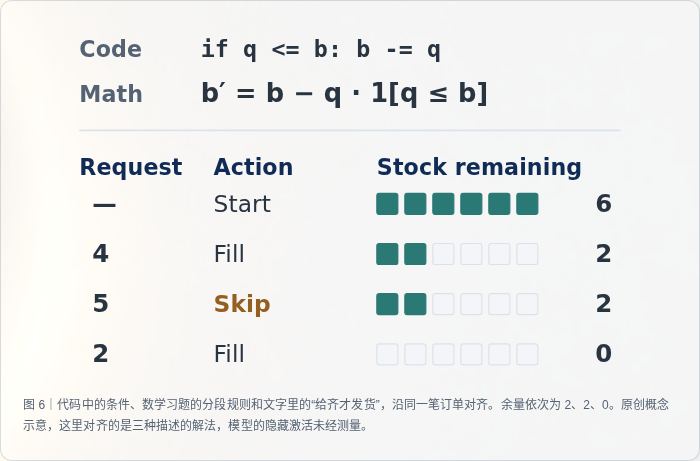 Code if q <= b: b -= q
Math b′ = b − q · 1[q ≤ b]
Request Action Stock remaining
— Start 6
4 Fill 2
5 Skip 2
2 Fill 0
图 6｜代码中的条件、数学习题的分段规则和文字里的“给齐才发货”，沿同一笔订单对齐。余量依次为 2、2、0。原创概念
示意，这里对齐的是三种描述的解法，模型的隐藏激活未经测量。